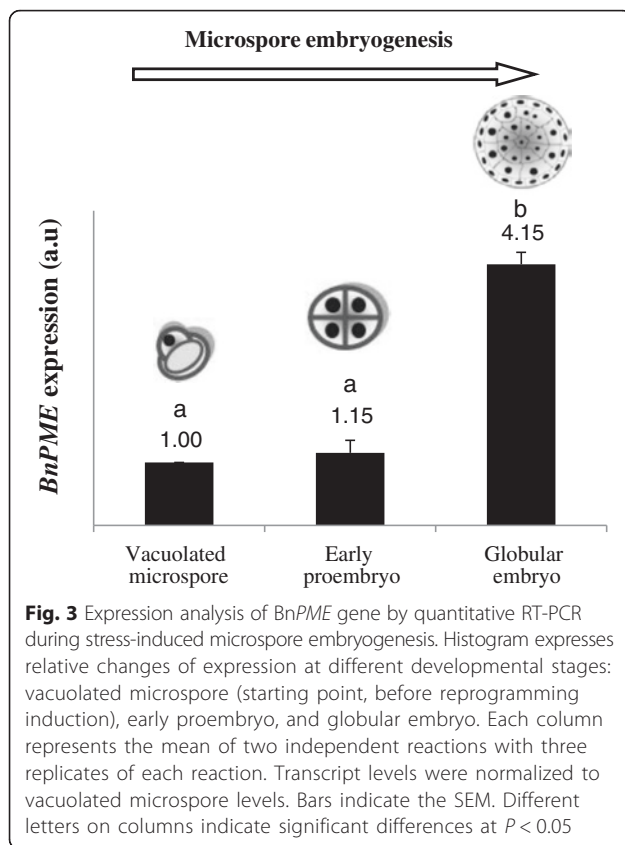 Microspore embryogenesis
b
4.15
a
1.15
a
1.00
BnPME expression (a.u)
Vacuolated microspore
Early proembryo
Globular embryo
Fig. 3 Expression analysis of BnPME gene by quantitative RT-PCR
during stress-induced microspore embryogenesis. Histogram expresses
relative changes of expression at different developmental stages:
vacuolated microspore (starting point, before reprogramming
induction), early proembryo, and globular embryo. Each column
represents the mean of two independent reactions with three
replicates of each reaction. Transcript levels were normalized to
vacuolated microspore levels. Bars indicate the SEM. Different
letters on columns indicate significant differences at P < 0.05